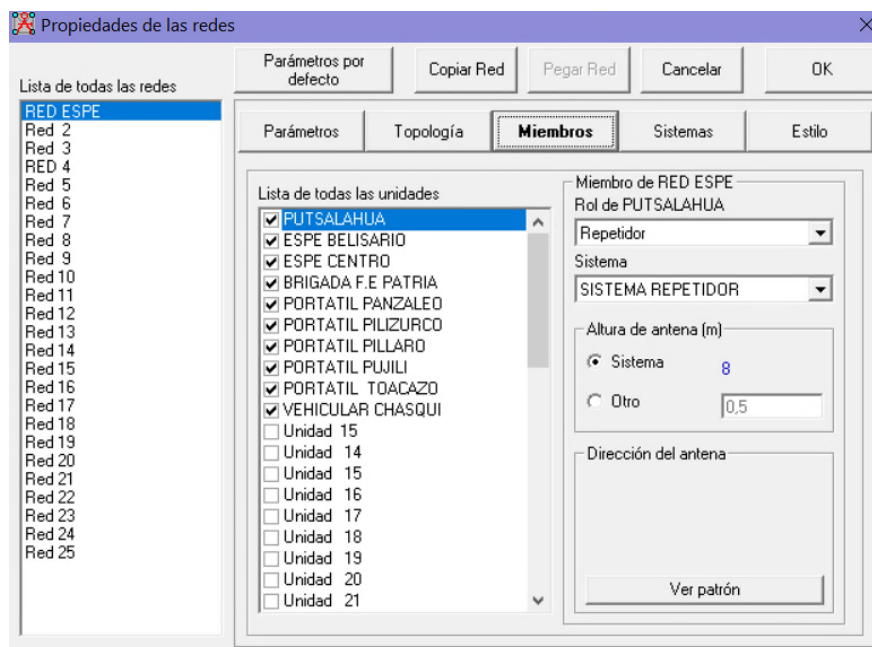 Propiedades de las redes
Lista de todas las redes
RED ESPE
Red 2
Red 3
RED 4
Red 5
Red 6
Red 7
Red 8
Red 9
Red 10
Red 11
Red 12
Red 13
Red 14
Red 15
Red 16
Red 17
Red 18
Red 19
Red 20
Red 21
Red 22
Red 23
Red 24
Red 25
Parámetros por
defecto
Copiar Red
Pegar Red
Cancelar
OK
Parámetros
Topología
Miembros
Sistemas
Estilo
Lista de todas las unidades
PUTSALAHUA
ESPE BELISARIO
ESPE CENTRO
BRIGADA F.E PATRIA
PORTATIL PANZALEO
PORTATIL PILIZURCO
PORTATIL PILLARO
PORTATIL PUJILI
PORTATIL TOACAZO
VEHICULAR CHASQUI
Unidad 15
Unidad 14
Unidad 15
Unidad 16
Unidad 17
Unidad 18
Unidad 19
Unidad 20
Unidad 21
Miembro de RED ESPE
Rol de PUTSALAHUA
Repetidor
Sistema
SISTEMA REPETIDOR
Altura de antena (m)
Sistema 8
Otro 0,5
Dirección del antena
Ver patrón